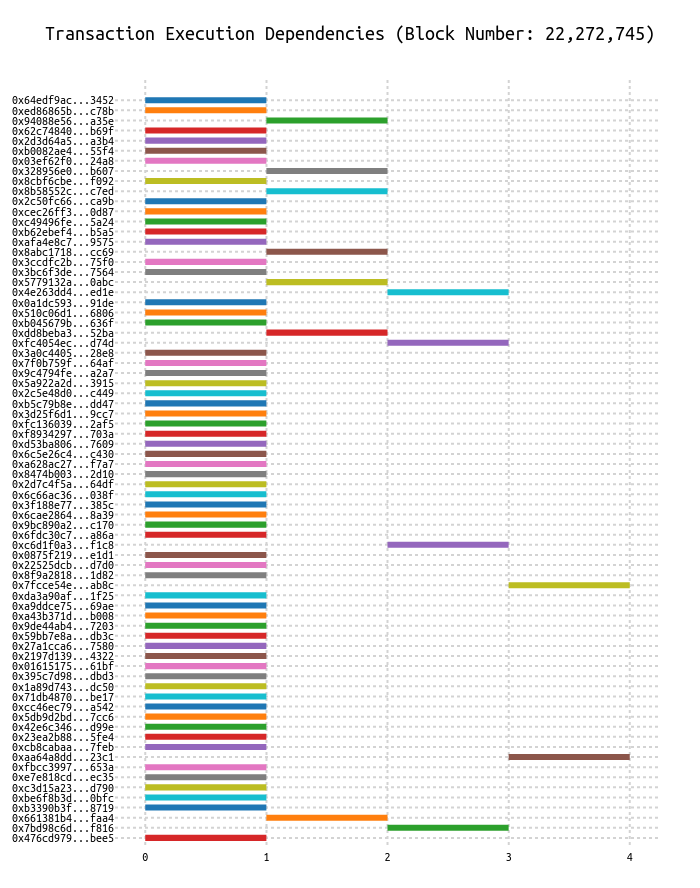 Transaction Execution Dependencies (Block Number: 22,272,745)
0x64edf9ac...3452
0xed86865b...c78b
0x94088e56...a35e
0x62c74840...b69f
0x2d3d64a5...a3b4
0xb0082ae4...55f4
0x03ef62f0...24a8
0x328956e0...b607
0x8cbf6cbe...f092
0x8b58552c...c7ed
0x2c50fc66...ca9b
0xcec26ff3...0d87
0xc49496fe...5a24
0xb62ebef4...b5a5
0xafa4e8c7...9575
0x8abc1718...cc69
0x3ccdfc2b...75f0
0x3bc6f3de...7564
0x5779132a...0abc
0x4e263dd4...ed1e
0x0a1dc593...91de
0x510c06d1...6806
0xb045679b...636f
0xdd8beba3...52ba
0xfc4054ec...d74d
0x3a0c4405...28e8
0x7f0b759f...64af
0x9c4794fe...a2a7
0x5a922a2d...3915
0x2c5e48d0...c449
0xb5c79b8e...dd47
0x3d25f6d1...9cc7
0xfc136039...2af5
0xf8934297...703a
0xd53ba806...7609
0x6c5e26c4...c430
0xa628ac27...f7a7
0x8474b003...2d10
0x2d7c4f5a...64df
0x6c66ac36...038f
0x3f188e77...385c
0x6cae2864...8a39
0x9bc890a2...c170
0x6fdc30c7...a86a
0xc6d1f0a3...f1c8
0x0875f219...e1d1
0x22525dcb...d7d0
0x8f9a2818...1d82
0x7fcce54e...ab8c
0xda3a90af...1f25
0xa9ddce75...69ae
0xa43b371d...b008
0x9de44ab4...7203
0x59bb7e8a...db3c
0x27a1cca6...7580
0x2197d139...4322
0x01615175...61bf
0x395c7d98...dbd3
0x1a89d743...dc50
0x71db4870...be17
0xcc46ec79...a542
0x5db9d2bd...7cc6
0x42e6c346...d99e
0x23ea2b88...5fe4
0xcb8cabaa...7feb
0xaa64a8dd...23c1
0xfbcc3997...653a
0xe7e818cd...ec35
0xc3d15a23...d790
0xbe6f8b3d...0bfc
0xb3390b3f...8719
0x661381b4...faa4
0x7bd98c6d...f816
0x476cd979...bee5
0 1 2 3 4